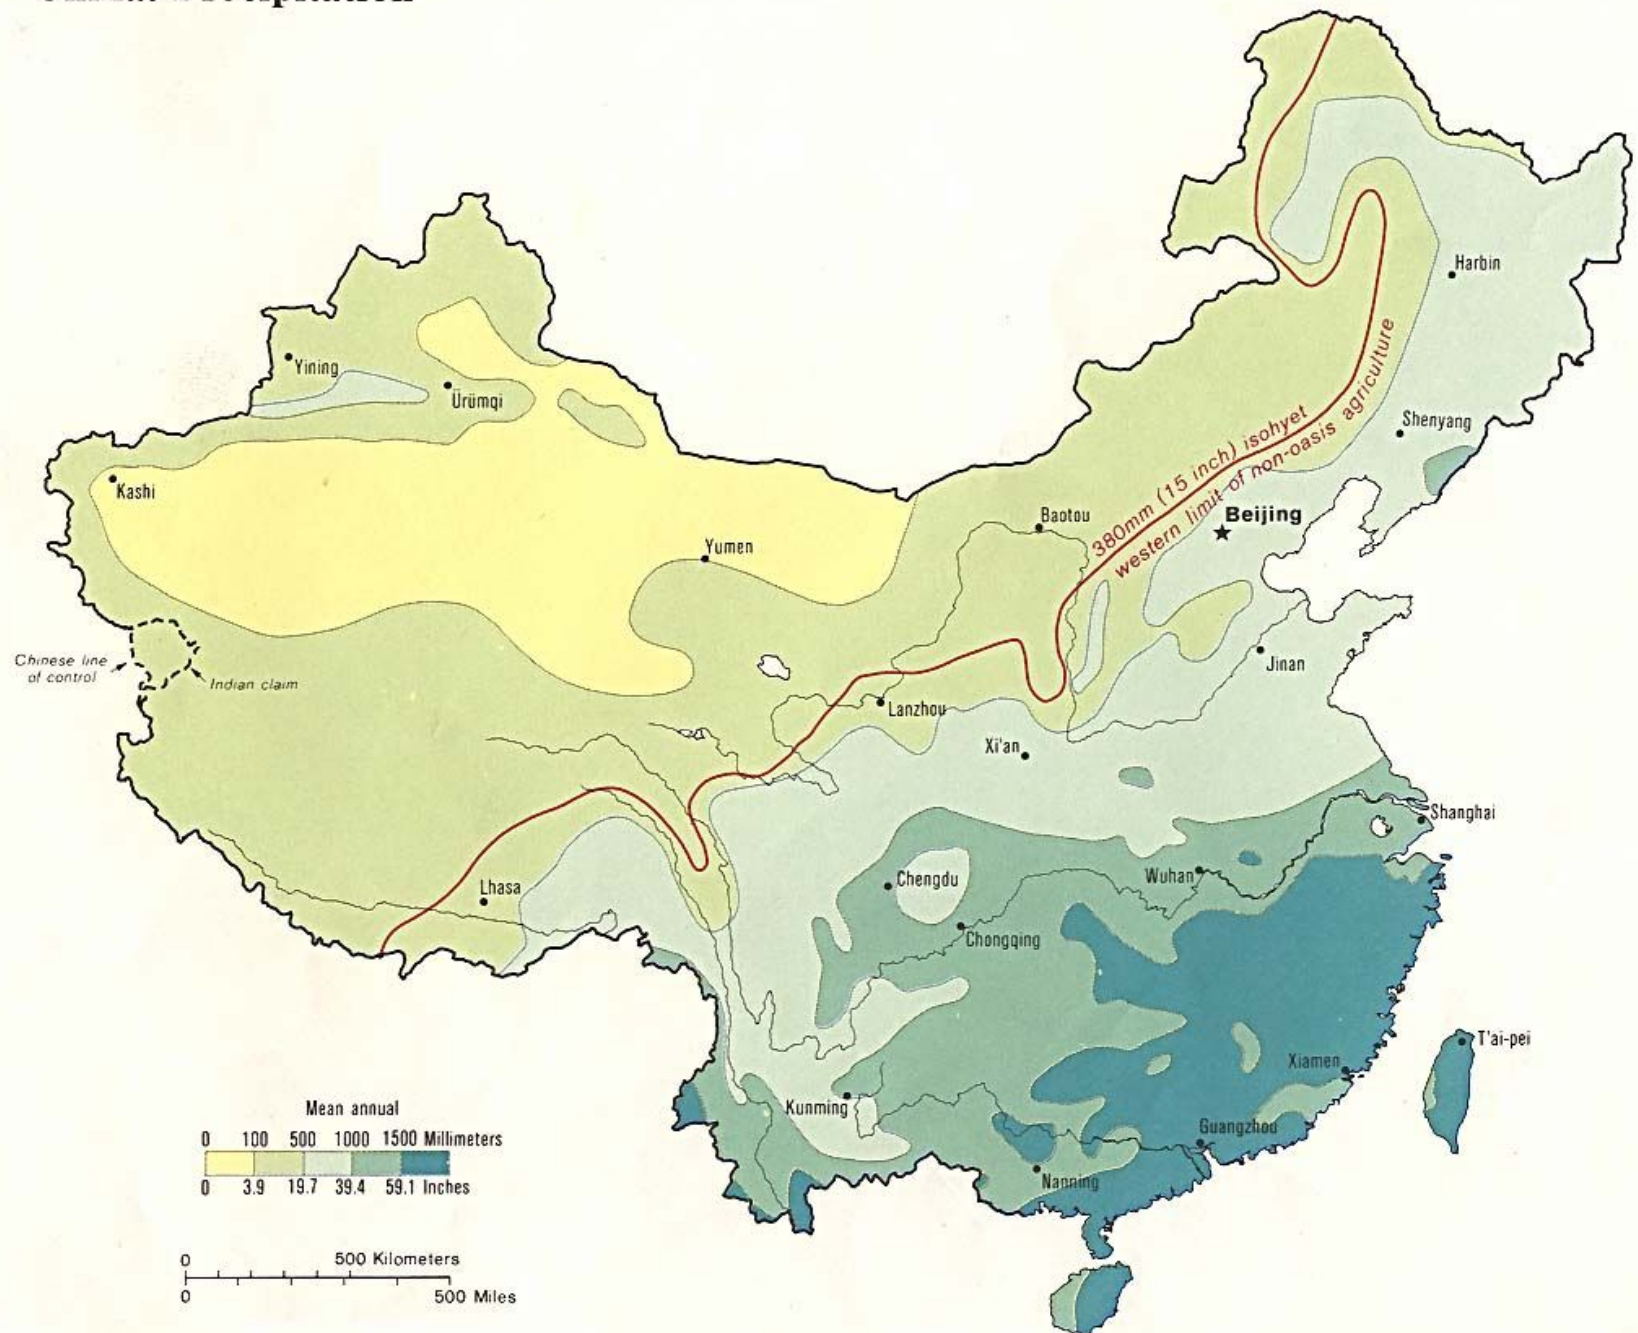 Harbin
Yining
Ürümqi
Shenyang
Kashi
380mm (15 inch) isohyet
western limit of non-oasis agriculture
Baotou
Beijing
Yumen
Chinese line
of control
Indian claim
Jinan
Lanzhou
Xi'an
Shanghai
Lhasa
Chengdu
Wuhan
Chongqing
T'ai-pei
Xiamen
Kunming
Guangzhou
Nanning
Mean annual
0 100 500 1000 1500 Millimeters
0 3.9 19.7 39.4 59.1 Inches
0 500 Kilometers
0 500 Miles